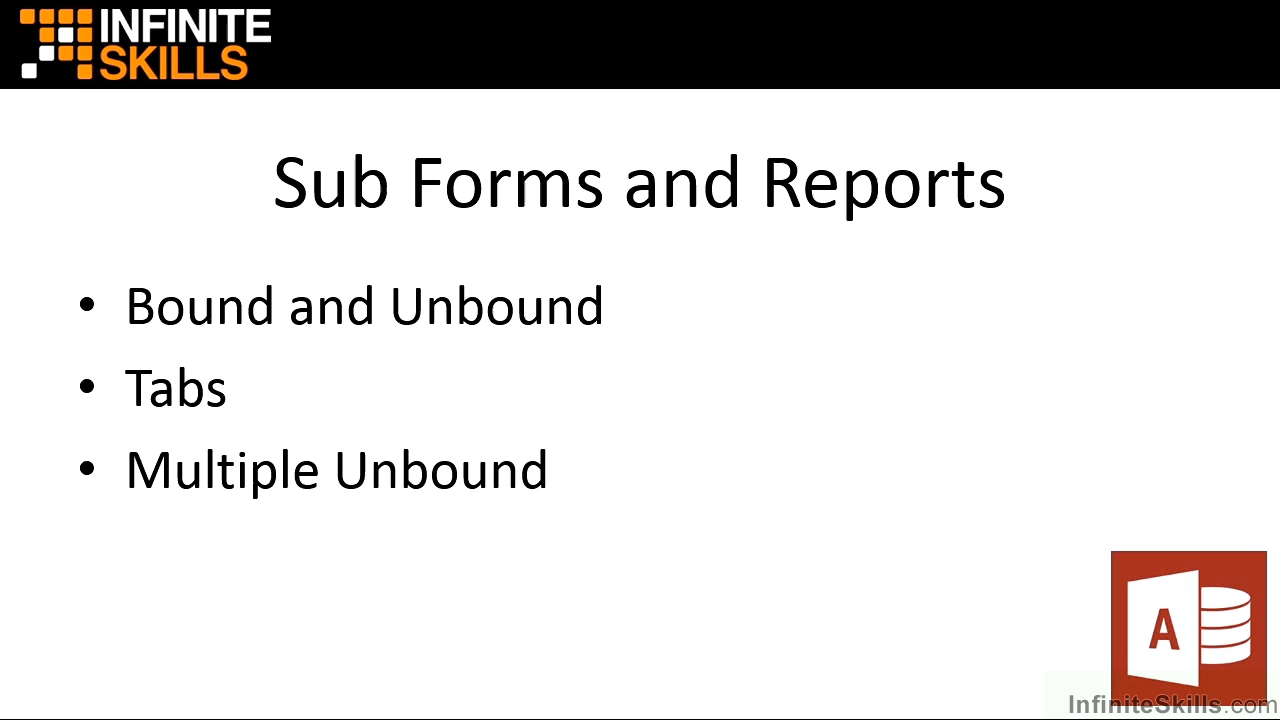 INFINITE
SKILLS
Sub Forms and Reports
• Bound and Unbound
• Tabs
• Multiple Unbound
A
InfiniteSkills.com